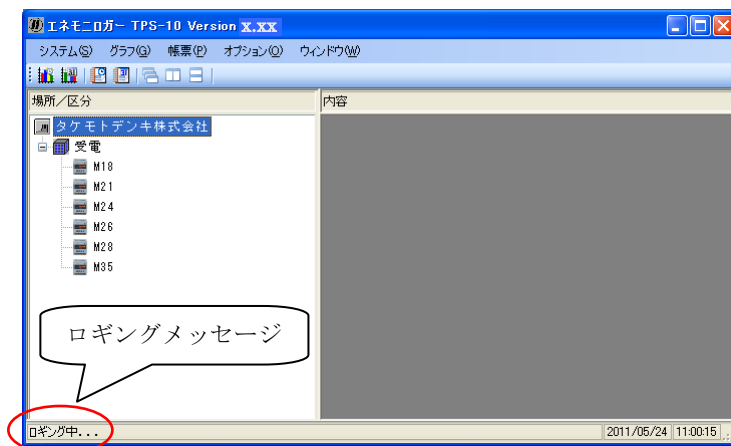 エネモニロガー TPS-10 Version X.XX
システム(S) グラフ(G) 帳票(P) オプション(O) ウィンドウ(W)
場所／区分
内容
タケモトデンキ株式会社
受電
M18
M21
M24
M26
M28
M35
ロギングメッセージ
ロギング中...
2011/05/24 11:00:15